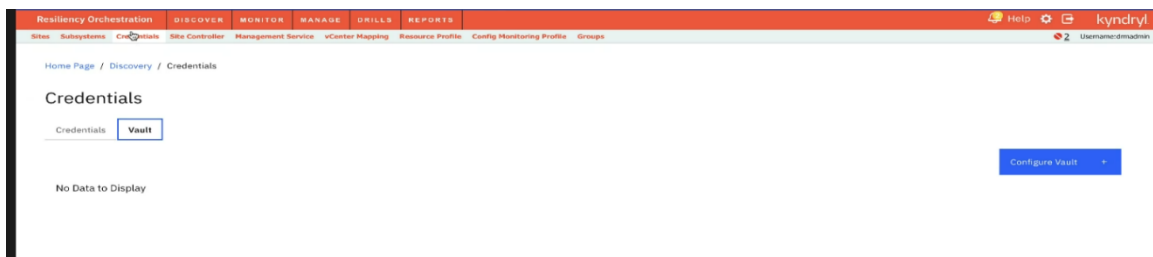 Resiliency Orchestration DISCOVER MONITOR MANAGE DRILLS REPORTS Help kyndryl
Sites Subsystems Credentials Site Controller Management Service vCenter Mapping Resource Profile Config Monitoring Profile Groups 2 Username:drmadmin
Home Page / Discovery / Credentials
Credentials
Credentials Vault
Configure Vault +
No Data to Display